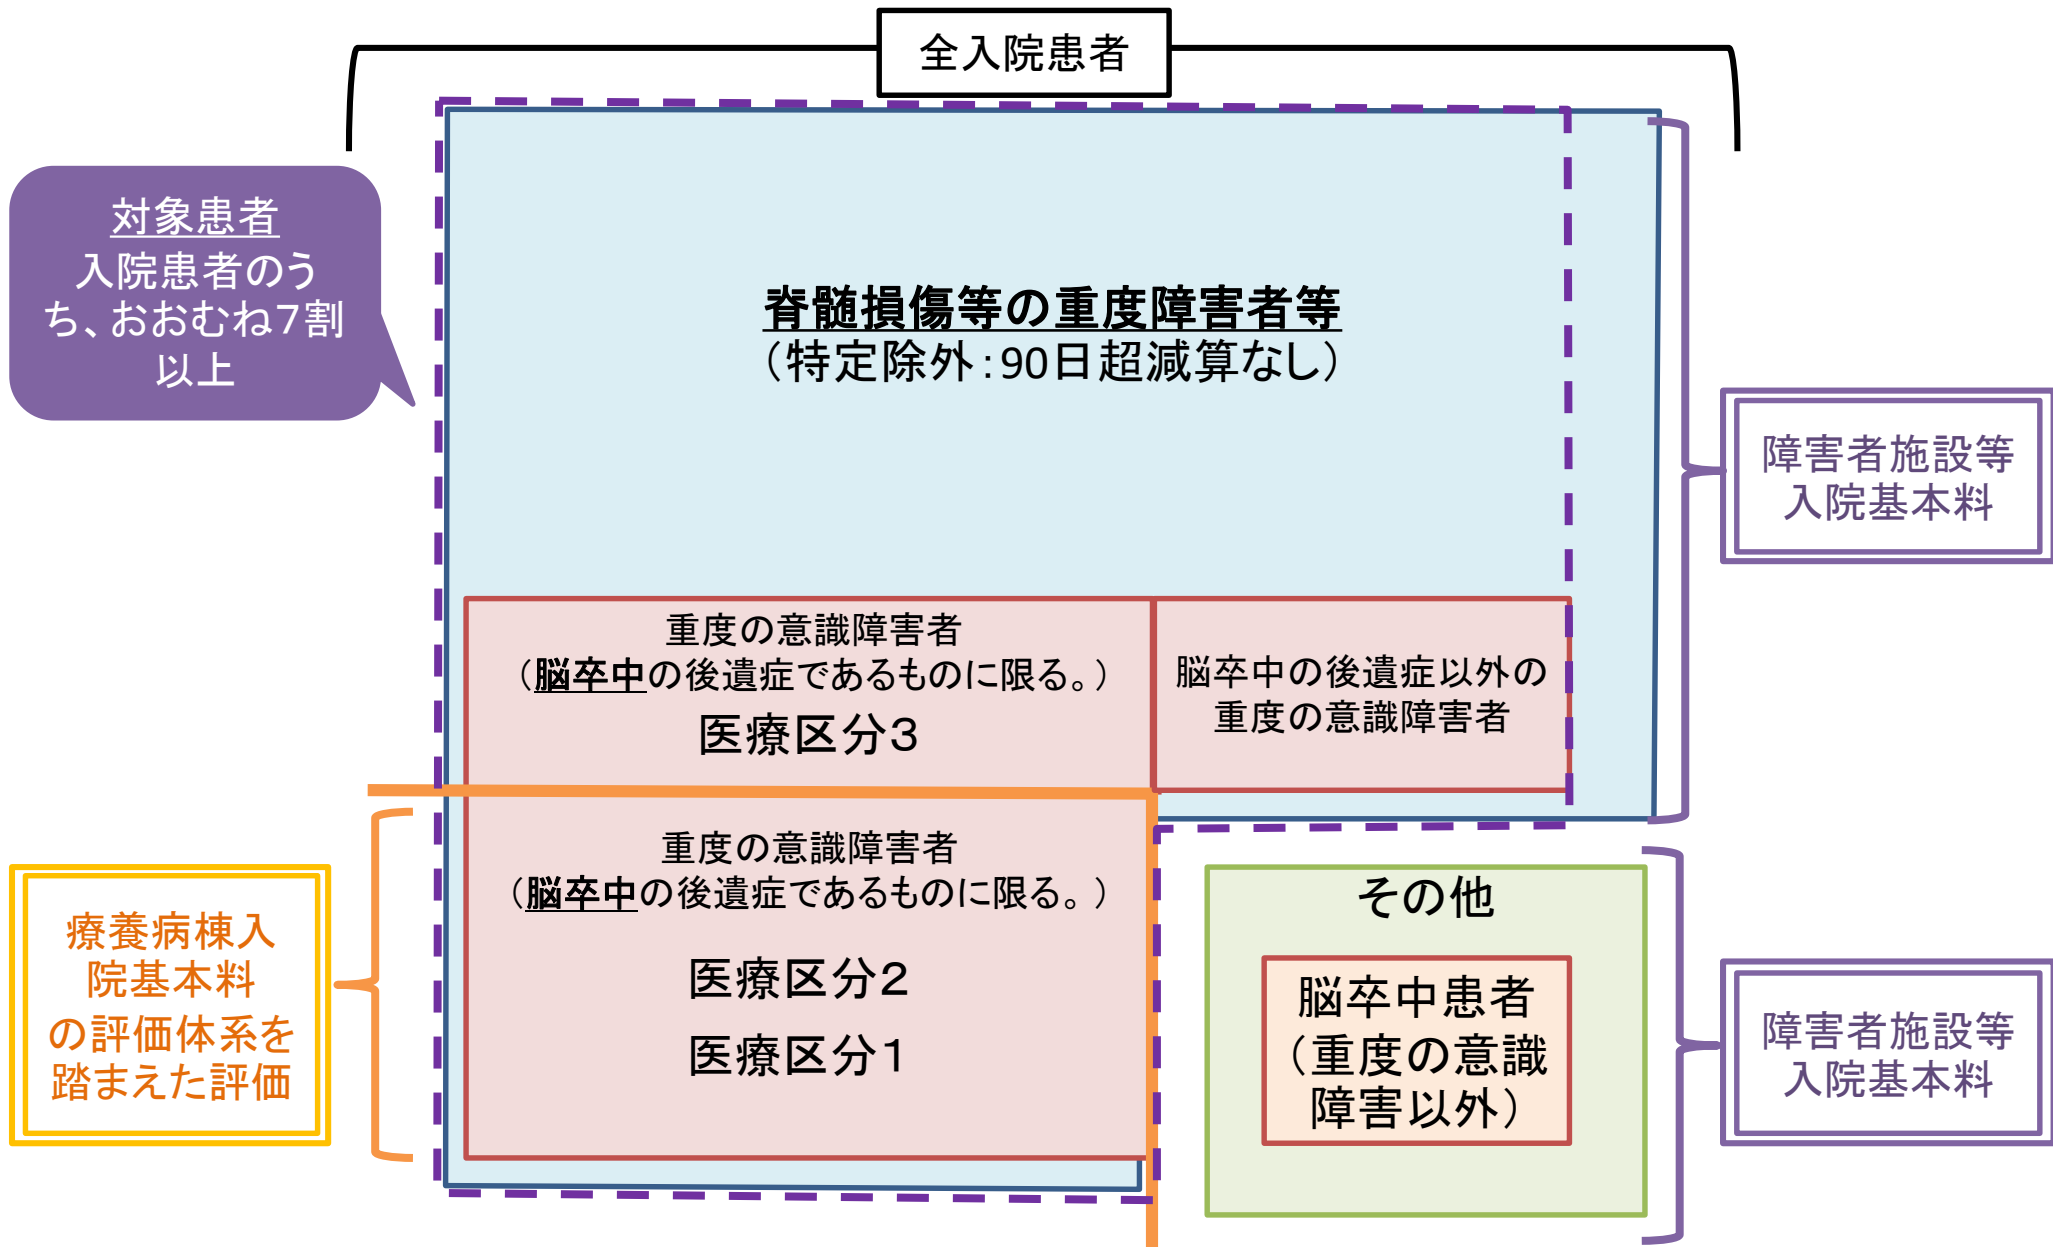 全入院患者
対象患者
入院患者のう
ち、おおむね７割
以上
脊髄損傷等の重度障害者等
（特定除外：90日超減算なし）
障害者施設等
入院基本料
重度の意識障害者
（脳卒中の後遺症であるものに限る。）
医療区分３
脳卒中の後遺症以外の
重度の意識障害者
重度の意識障害者
（脳卒中の後遺症であるものに限る。）
医療区分２
医療区分１
療養病棟入
院基本料
の評価体系を
踏まえた評価
その他
脳卒中患者
（重度の意識
障害以外）
障害者施設等
入院基本料